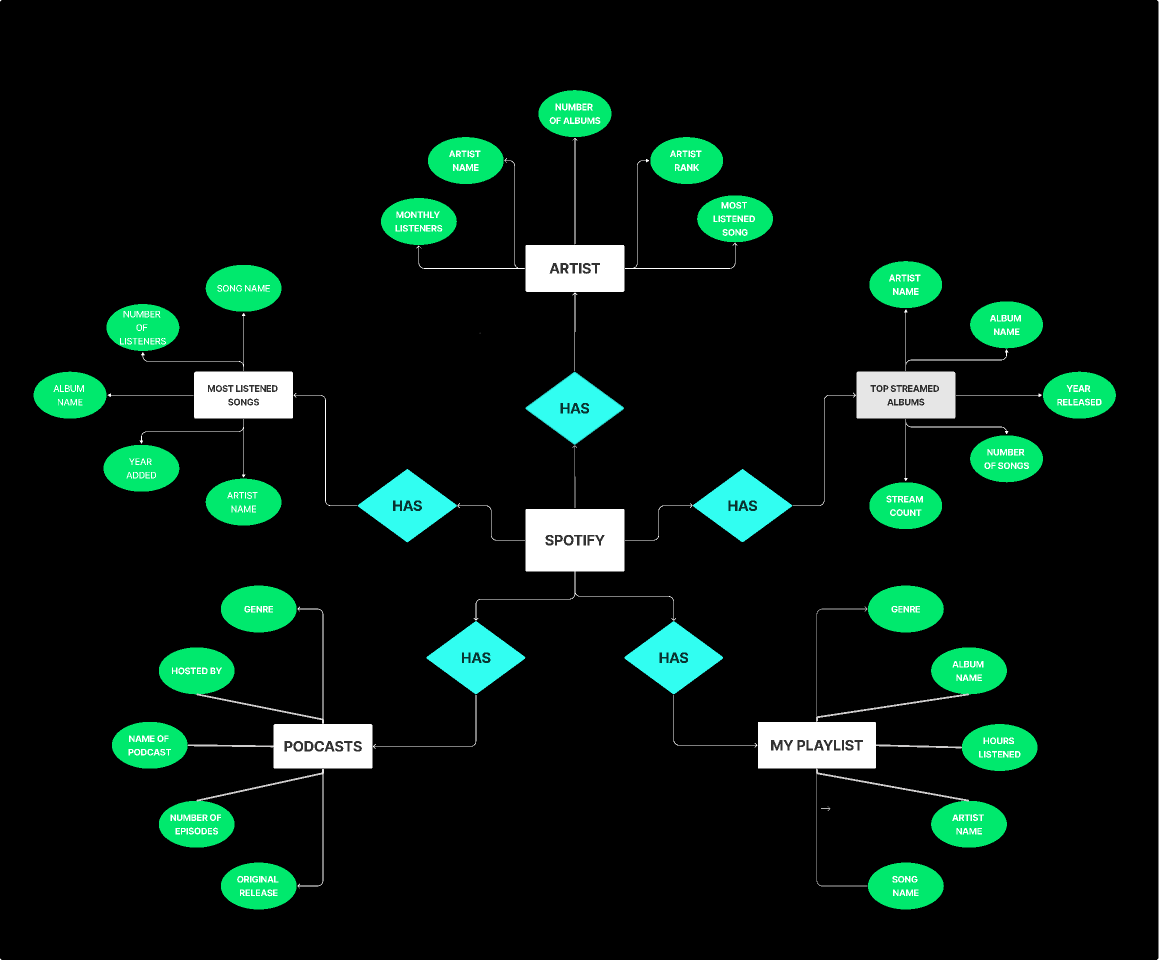 NUMBER
OF ALBUMS
ARTIST
NAME
ARTIST
RANK
MONTHLY
LISTENERS
MOST
LISTENED
SONG
ARTIST
SONG NAME
NUMBER
OF
LISTENERS
ALBUM
NAME
MOST LISTENED
SONGS
YEAR
ADDED
ARTIST
NAME
ARTIST
NAME
ALBUM
NAME
TOP STREAMED
ALBUMS
YEAR
RELEASED
NUMBER
OF SONGS
STREAM
COUNT
HAS
HAS
HAS
SPOTIFY
HAS
HAS
GENRE
HOSTED BY
NAME OF
PODCAST
PODCASTS
NUMBER OF
EPISODES
ORIGINAL
RELEASE
GENRE
ALBUM
NAME
MY PLAYLIST
HOURS
LISTENED
ARTIST
NAME
SONG
NAME